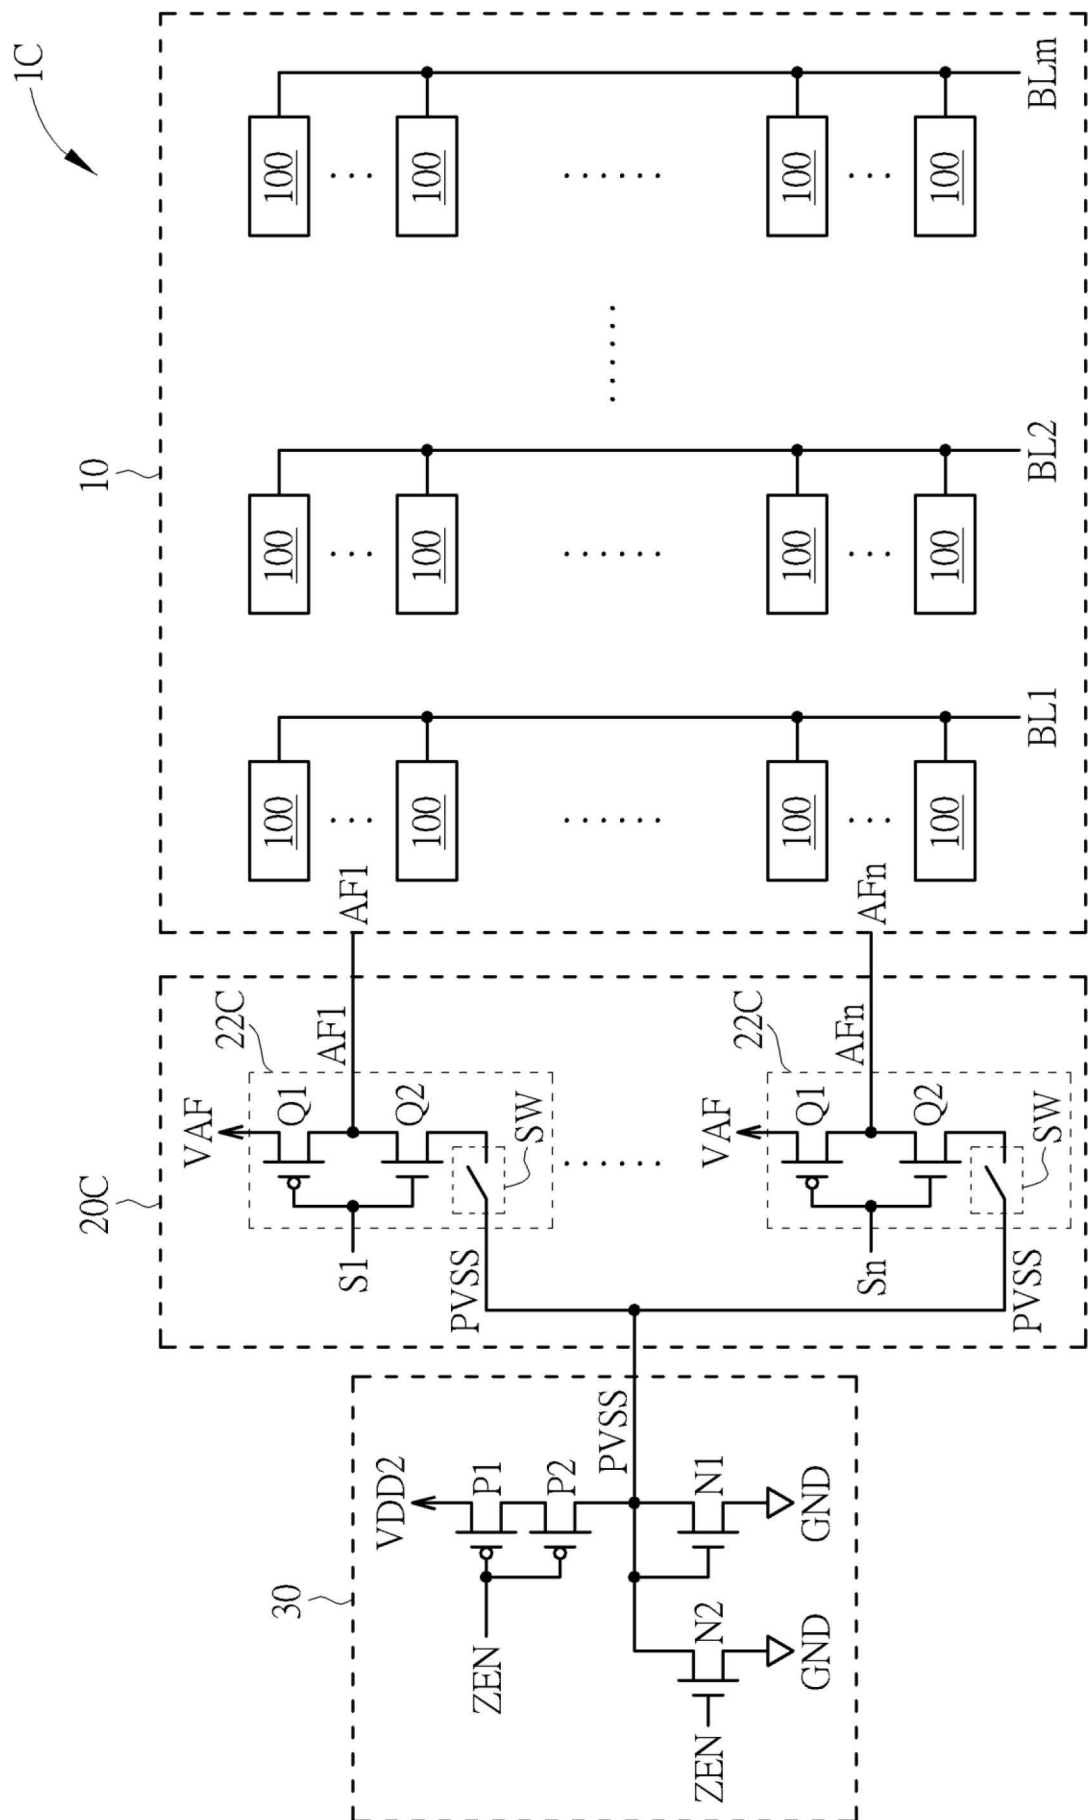 1C
30
20C
10
VDD2
P1
P2
ZEN
PVSS
N1
N2
ZEN
GND
GND
VAF
22C
Q1
AF1
S1
Q2
SW
PVSS
......
VAF
22C
Q1
AFn
Sn
Q2
SW
PVSS
AF1
AFn
100
100
100
...
...
...
100
100
100
......
......
......
......
100
100
100
...
...
...
100
100
100
BL1
BL2
BLm